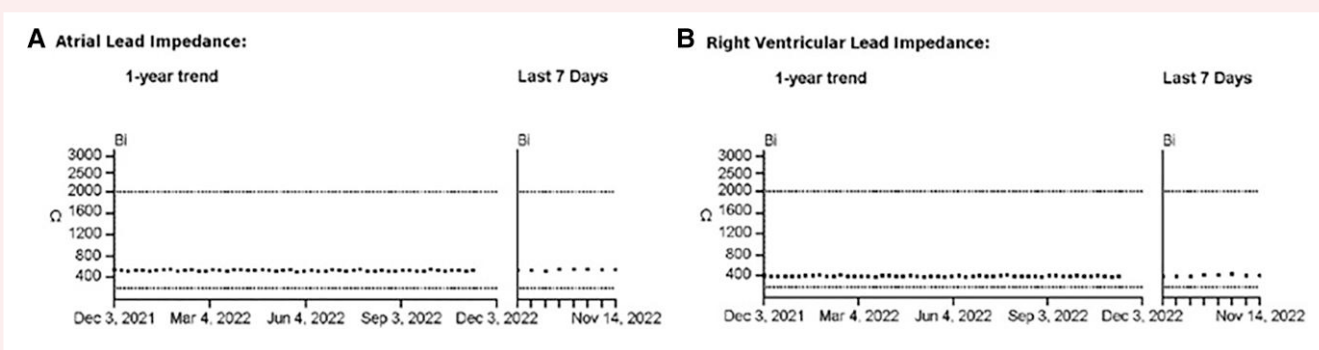 A Atrial Lead Impedance:
1-year trend Last 7 Days
Bi Bi
3000
2500
2000
1600
Ω
1200
800
400
Dec 3, 2021 Mar 4, 2022 Jun 4, 2022 Sep 3, 2022 Dec 3, 2022 Nov 14, 2022
B Right Ventricular Lead Impedance:
1-year trend Last 7 Days
Bi Bi
3000
2500
2000
1600
Ω
1200
800
400
Dec 3, 2021 Mar 4, 2022 Jun 4, 2022 Sep 3, 2022 Dec 3, 2022 Nov 14, 2022